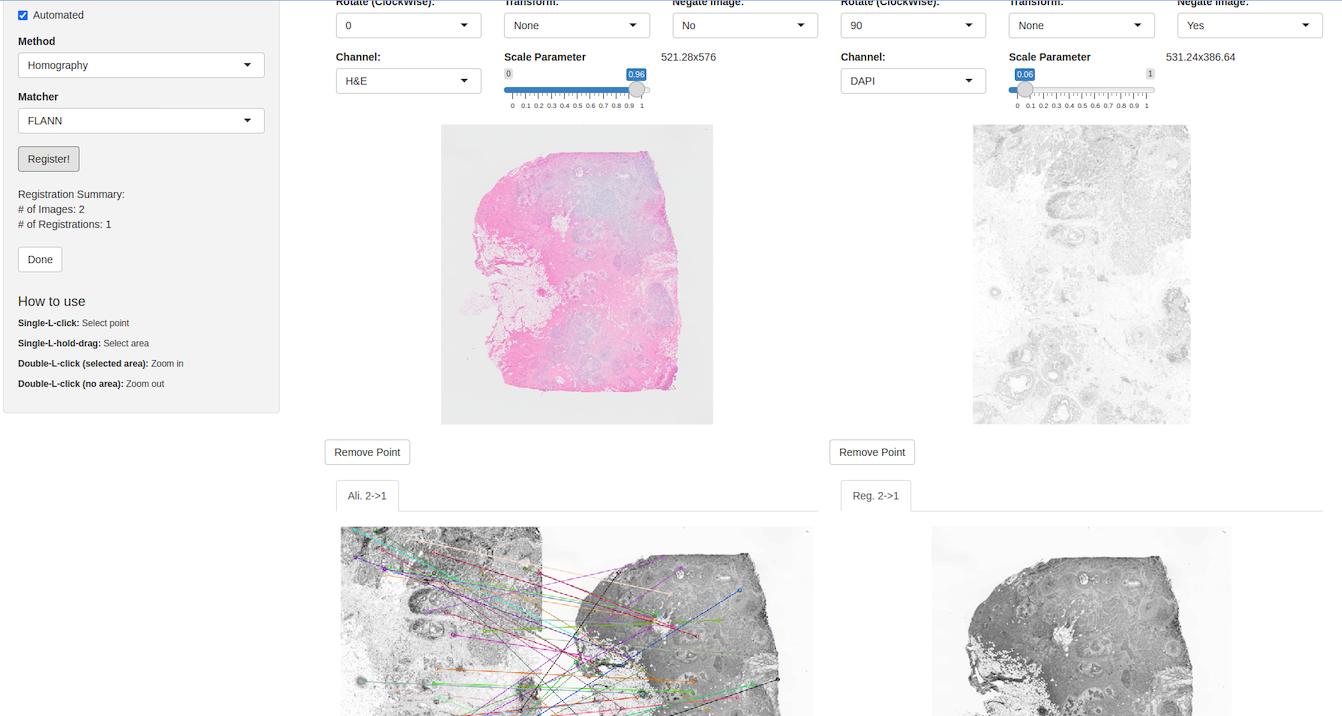 Automated
Method
Homography
Matcher
FLANN
Register!
Registration Summary:
# of Images: 2
# of Registrations: 1
Done
How to use
Single-L-click: Select point
Single-L-hold-drag: Select area
Double-L-click (selected area): Zoom in
Double-L-click (no area): Zoom out
Rotate (ClockWise): Transform: Negate Image:
0 None No
Channel: Scale Parameter 521.28x576
H&E
0 0.96
0 0.1 0.2 0.3 0.4 0.5 0.6 0.7 0.8 0.9 1
Rotate (ClockWise): Transform: Negate Image:
90 None Yes
Channel: Scale Parameter 531.24x386.64
DAPI
0.06 1
0 0.1 0.2 0.3 0.4 0.5 0.6 0.7 0.8 0.9 1
Remove Point
Remove Point
Ali. 2->1
Reg. 2->1